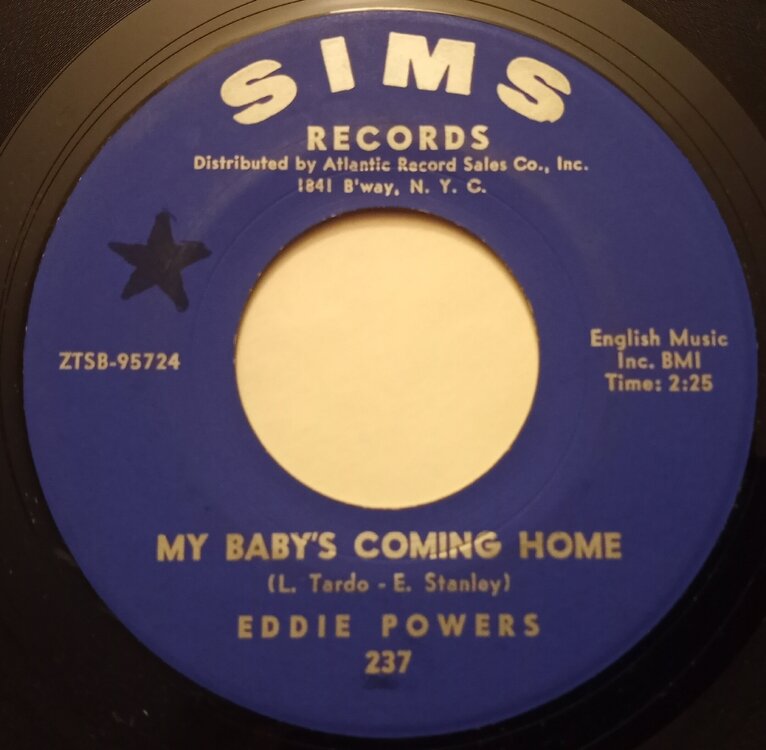 SIMS
RECORDS
Distributed by Atlantic Record Sales Co., Inc.
1841 B'way, N. Y. C.
ZTSB-95724
English Music
Inc. BMI
Time: 2:25
MY BABY'S COMING HOME
(L. Tardo - E. Stanley)
EDDIE POWERS
237